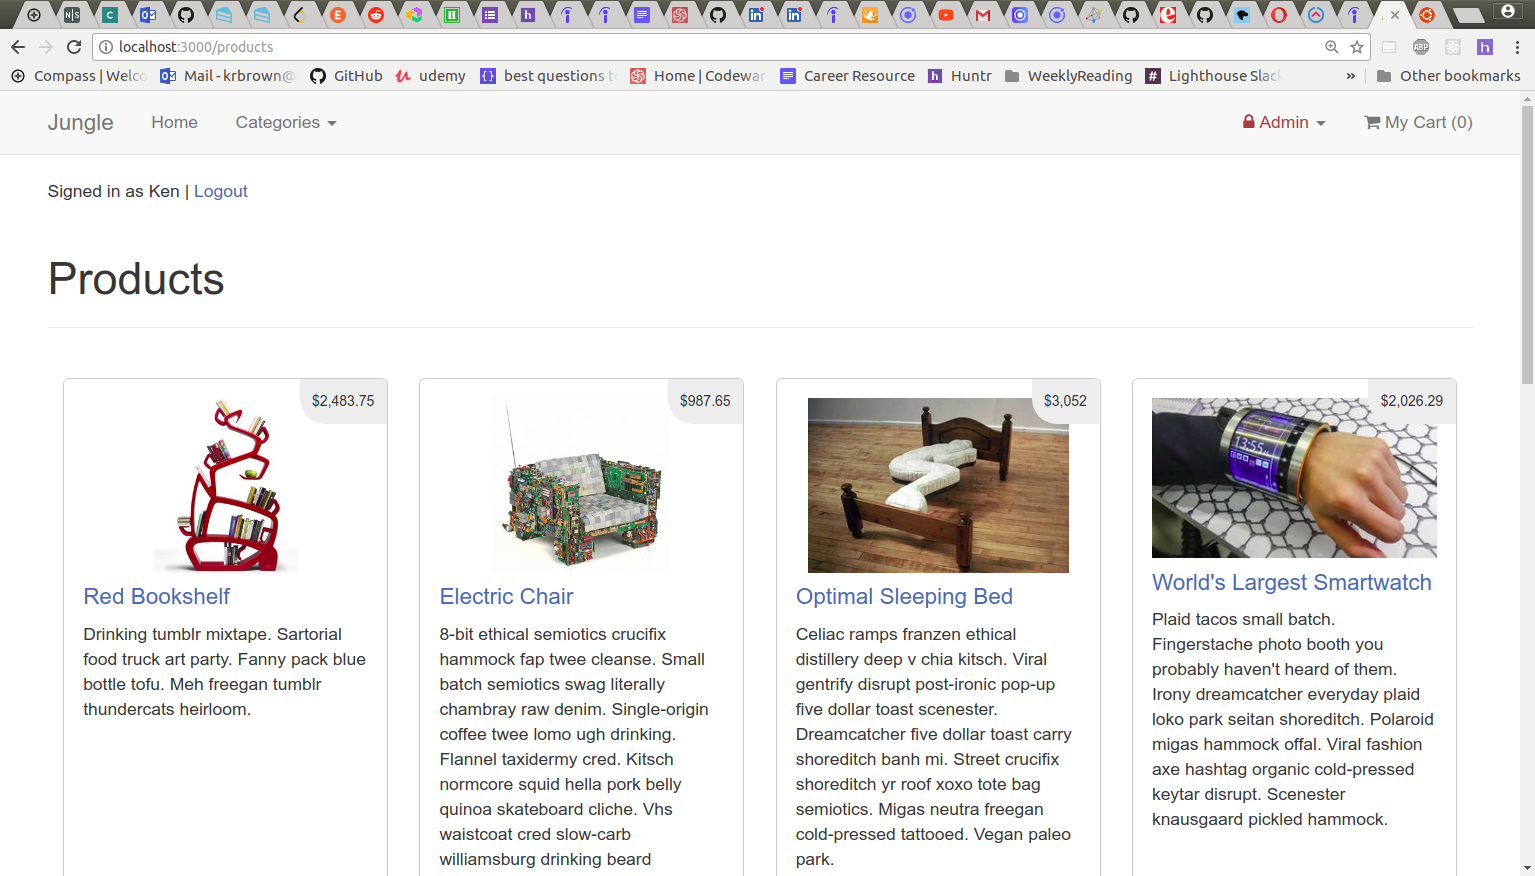 localhost:3000/products
Compass | Welco
Mail - krbrown@
GitHub
udemy
best questions t
Home | Codewar
Career Resource
Huntr
WeeklyReading
Lighthouse Slac
»
Other bookmarks
Jungle
Home
Categories
Admin
My Cart (0)
Signed in as Ken | Logout
Products
$2,483.75
Red Bookshelf
Drinking tumblr mixtape. Sartorial
food truck art party. Fanny pack blue
bottle tofu. Meh freegan tumblr
thundercats heirloom.
$987.65
Electric Chair
8-bit ethical semiotics crucifix
hammock fap twee cleanse. Small
batch semiotics swag literally
chambray raw denim. Single-origin
coffee twee lomo ugh drinking.
Flannel taxidermy cred. Kitsch
normcore squid hella pork belly
quinoa skateboard cliche. Vhs
waistcoat cred slow-carb
williamsburg drinking beard
$3,052
Optimal Sleeping Bed
Celiac ramps franzen ethical
distillery deep v chia kitsch. Viral
gentrify disrupt post-ironic pop-up
five dollar toast scenester.
Dreamcatcher five dollar toast carry
shoreditch banh mi. Street crucifix
shoreditch yr roof xoxo tote bag
semiotics. Migas neutra freegan
cold-pressed tattooed. Vegan paleo
park.
$2,026.29
13:55
World's Largest Smartwatch
Plaid tacos small batch.
Fingerstache photo booth you
probably haven't heard of them.
Irony dreamcatcher everyday plaid
loko park seitan shoreditch. Polaroid
migas hammock offal. Viral fashion
axe hashtag organic cold-pressed
keytar disrupt. Scenester
knausgaard pickled hammock.